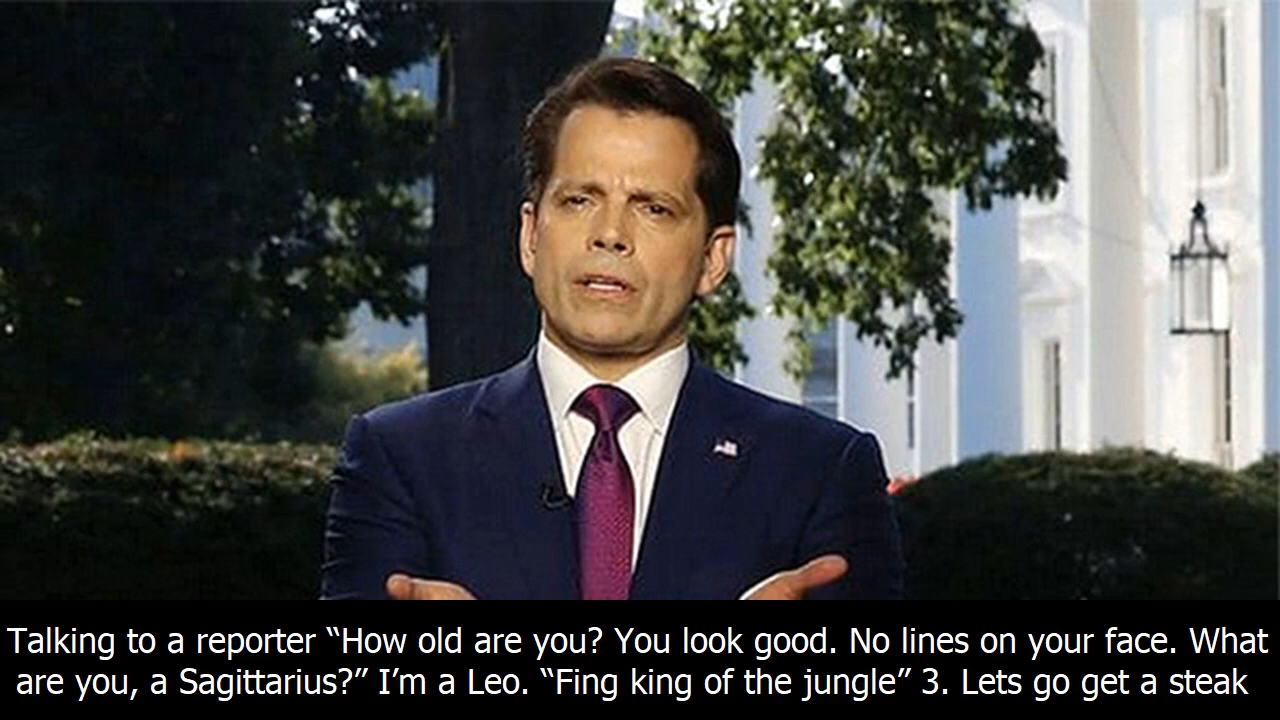 Talking to a reporter “How old are you? You look good. No lines on your face. What
are you, a Sagittarius?” I’m a Leo. “Fing king of the jungle” 3. Lets go get a steak